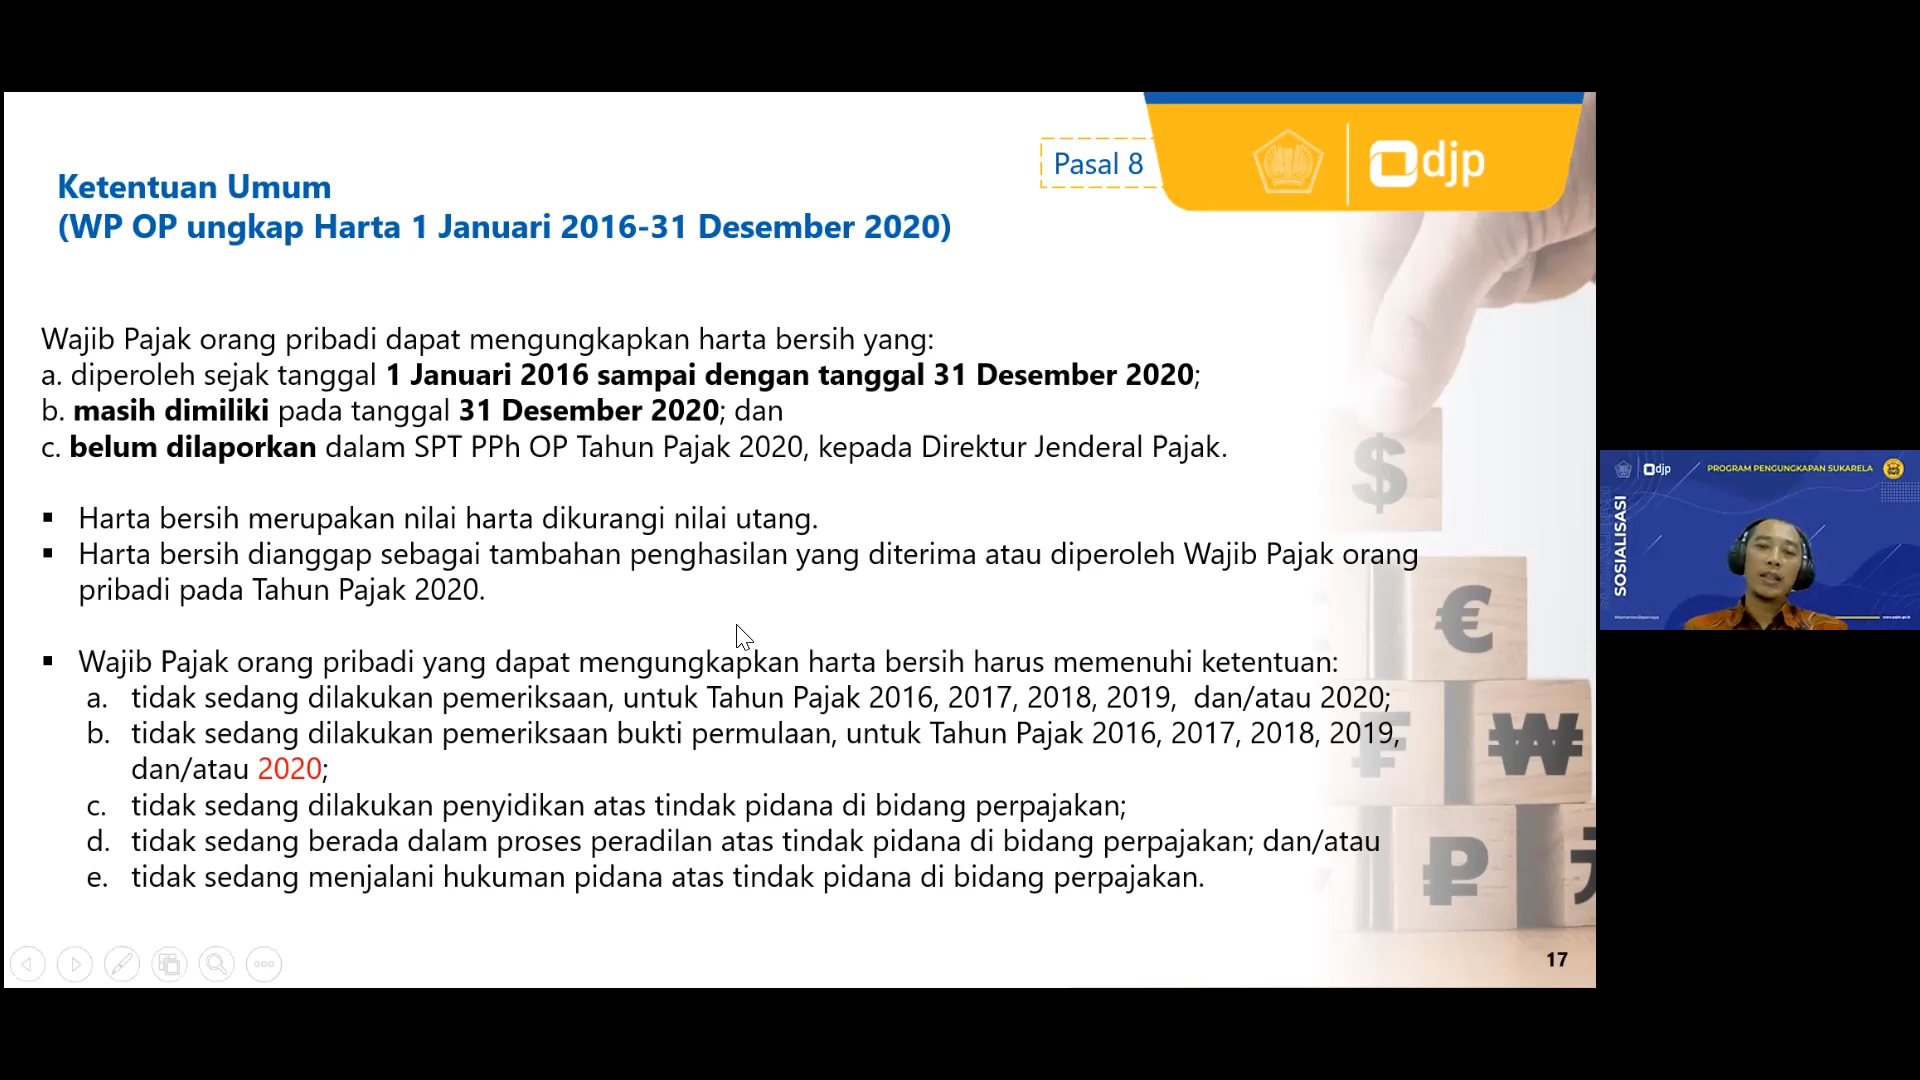 Pasal 8
djp
Ketentuan Umum
(WP OP ungkap Harta 1 Januari 2016-31 Desember 2020)
Wajib Pajak orang pribadi dapat mengungkapkan harta bersih yang:
a. diperoleh sejak tanggal 1 Januari 2016 sampai dengan tanggal 31 Desember 2020;
b. masih dimiliki pada tanggal 31 Desember 2020; dan
c. belum dilaporkan dalam SPT PPh OP Tahun Pajak 2020, kepada Direktur Jenderal Pajak.
▪ Harta bersih merupakan nilai harta dikurangi nilai utang.
▪ Harta bersih dianggap sebagai tambahan penghasilan yang diterima atau diperoleh Wajib Pajak orang
pribadi pada Tahun Pajak 2020.
▪ Wajib Pajak orang pribadi yang dapat mengungkapkan harta bersih harus memenuhi ketentuan:
a. tidak sedang dilakukan pemeriksaan, untuk Tahun Pajak 2016, 2017, 2018, 2019, dan/atau 2020;
b. tidak sedang dilakukan pemeriksaan bukti permulaan, untuk Tahun Pajak 2016, 2017, 2018, 2019,
dan/atau 2020;
c. tidak sedang dilakukan penyidikan atas tindak pidana di bidang perpajakan;
d. tidak sedang berada dalam proses peradilan atas tindak pidana di bidang perpajakan; dan/atau
e. tidak sedang menjalani hukuman pidana atas tindak pidana di bidang perpajakan.
$
€
₣
₩
₽
17
djp
PROGRAM PENGUNGKAPAN SUKARELA
SOSIALISASI